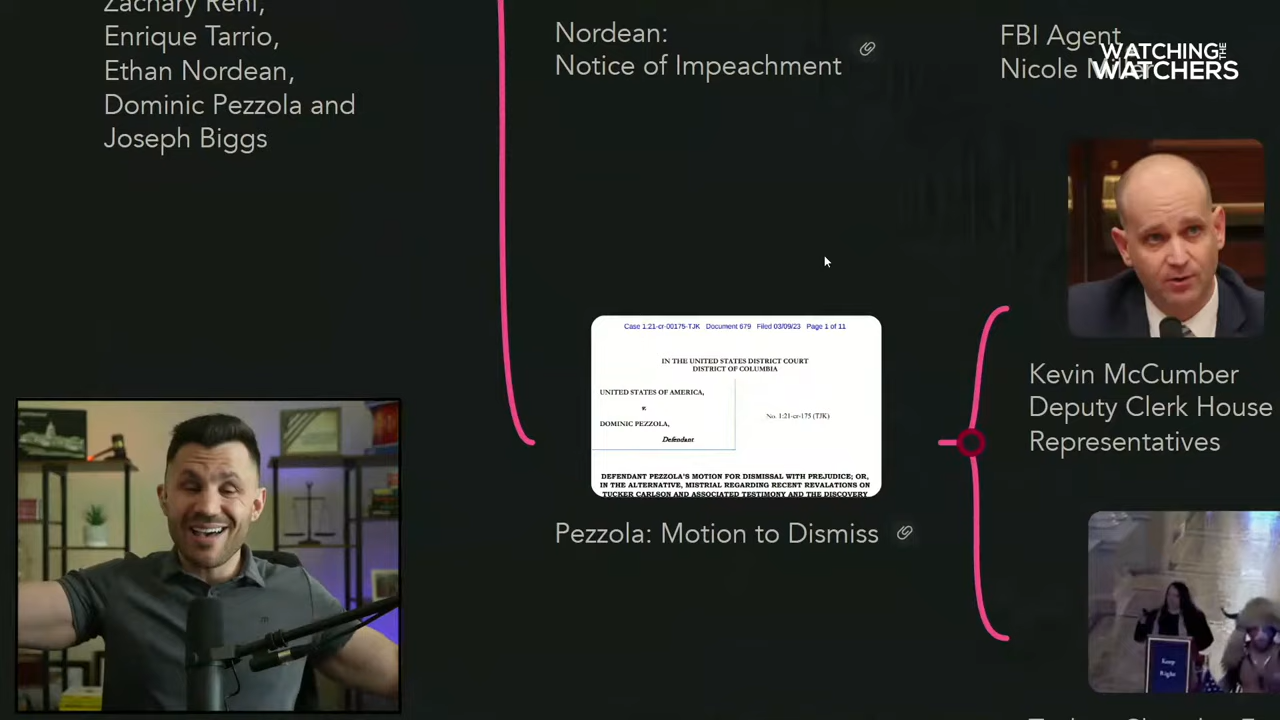 Zachary Rehl,
Enrique Tarrio,
Ethan Nordean,
Dominic Pezzola and
Joseph Biggs
Nordean:
Notice of Impeachment
FBI Agent
Nicole Miller
WATCHING THE
WATCHERS
Case 1:21-cr-00175-TJK Document 679 Filed 03/09/23 Page 1 of 11
IN THE UNITED STATES DISTRICT COURT
DISTRICT OF COLUMBIA
UNITED STATES OF AMERICA,
v.
DOMINIC PEZZOLA,
Defendant
No. 1:21-cr-175 (TJK)
DEFENDANT PEZZOLA'S MOTION FOR DISMISSAL WITH PREJUDICE; OR,
IN THE ALTERNATIVE, MISTRIAL REGARDING RECENT REVALATIONS ON
TUCKER CARLSON AND ASSOCIATED TESTIMONY AND THE DISCOVERY
Pezzola: Motion to Dismiss
Kevin McCumber
Deputy Clerk House
Representatives
Keep
Right